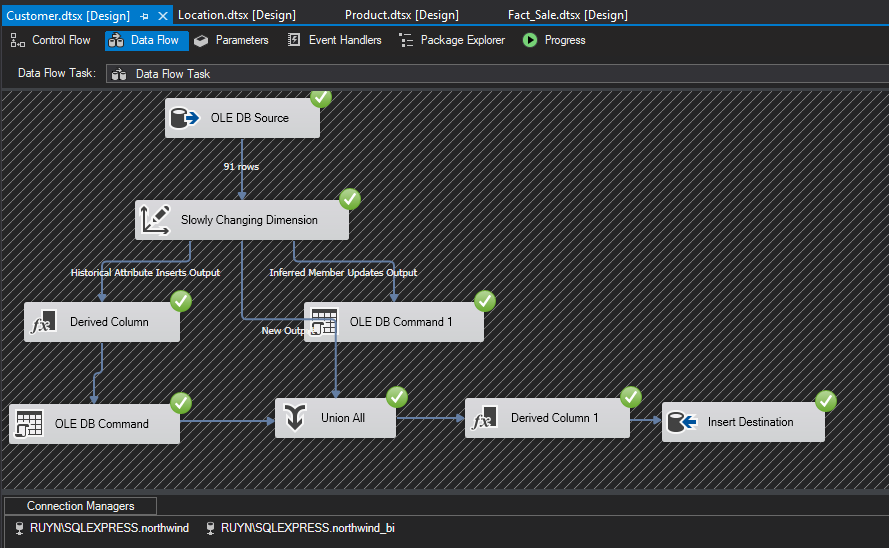 Customer.dtsx [Design] Location.dtsx [Design] Product.dtsx [Design] Fact_Sale.dtsx [Design]
Control Flow Data Flow Parameters Event Handlers Package Explorer Progress
Data Flow Task: Data Flow Task
OLE DB Source
91 rows
Slowly Changing Dimension
Historical Attribute Inserts Output Inferred Member Updates Output
Derived Column OLE DB Command 1
New Outp
OLE DB Command Union All Derived Column 1 Insert Destination
Connection Managers
RUYN\SQLEXPRESS.northwind RUYN\SQLEXPRESS.northwind_bi